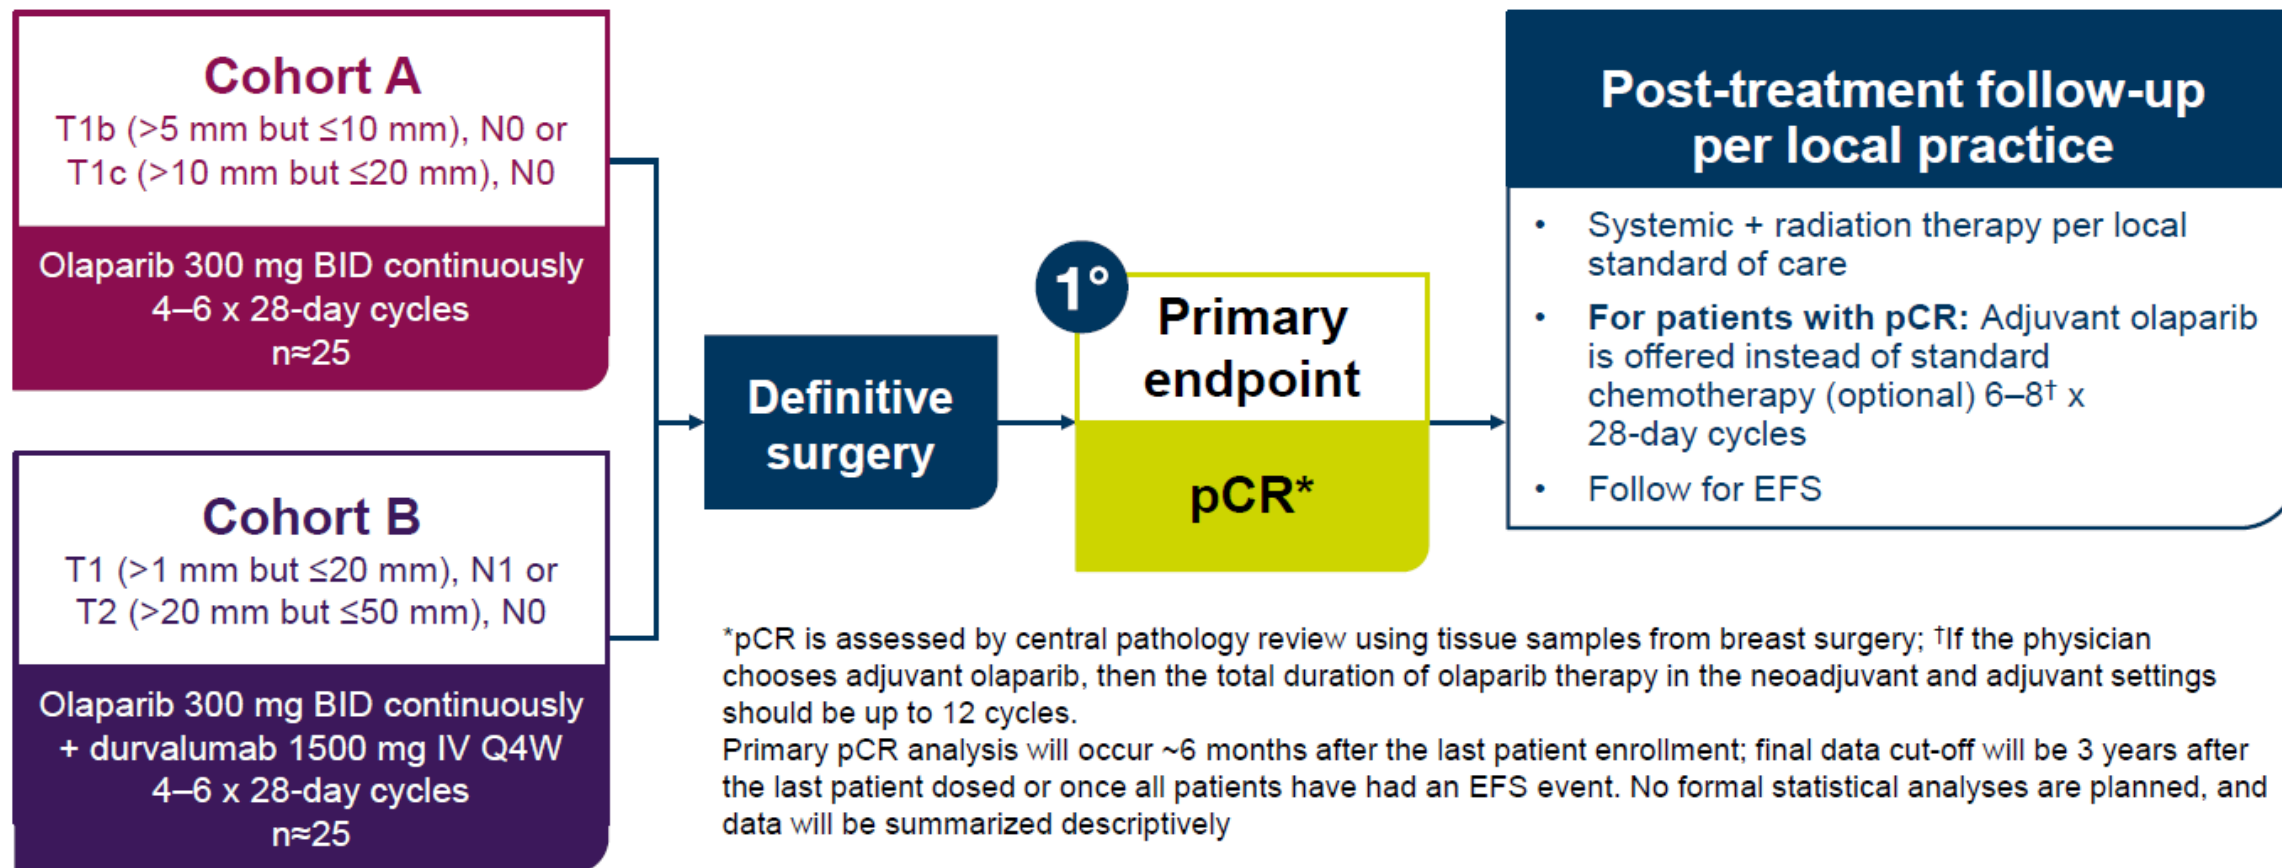 Cohort A
T1b (>5 mm but ≤10 mm), N0 or
T1c (>10 mm but ≤20 mm), N0
Olaparib 300 mg BID continuously
4–6 x 28-day cycles
n≈25
Cohort B
T1 (>1 mm but ≤20 mm), N1 or
T2 (>20 mm but ≤50 mm), N0
Olaparib 300 mg BID continuously
+ durvalumab 1500 mg IV Q4W
4–6 x 28-day cycles
n≈25
Definitive
surgery
1°
Primary
endpoint
pCR*
Post-treatment follow-up
per local practice
• Systemic + radiation therapy per local
standard of care
• For patients with pCR: Adjuvant olaparib
is offered instead of standard
chemotherapy (optional) 6–8† x
28-day cycles
• Follow for EFS
*pCR is assessed by central pathology review using tissue samples from breast surgery; †If the physician
chooses adjuvant olaparib, then the total duration of olaparib therapy in the neoadjuvant and adjuvant settings
should be up to 12 cycles.
Primary pCR analysis will occur ~6 months after the last patient enrollment; final data cut-off will be 3 years after
the last patient dosed or once all patients have had an EFS event. No formal statistical analyses are planned, and
data will be summarized descriptively